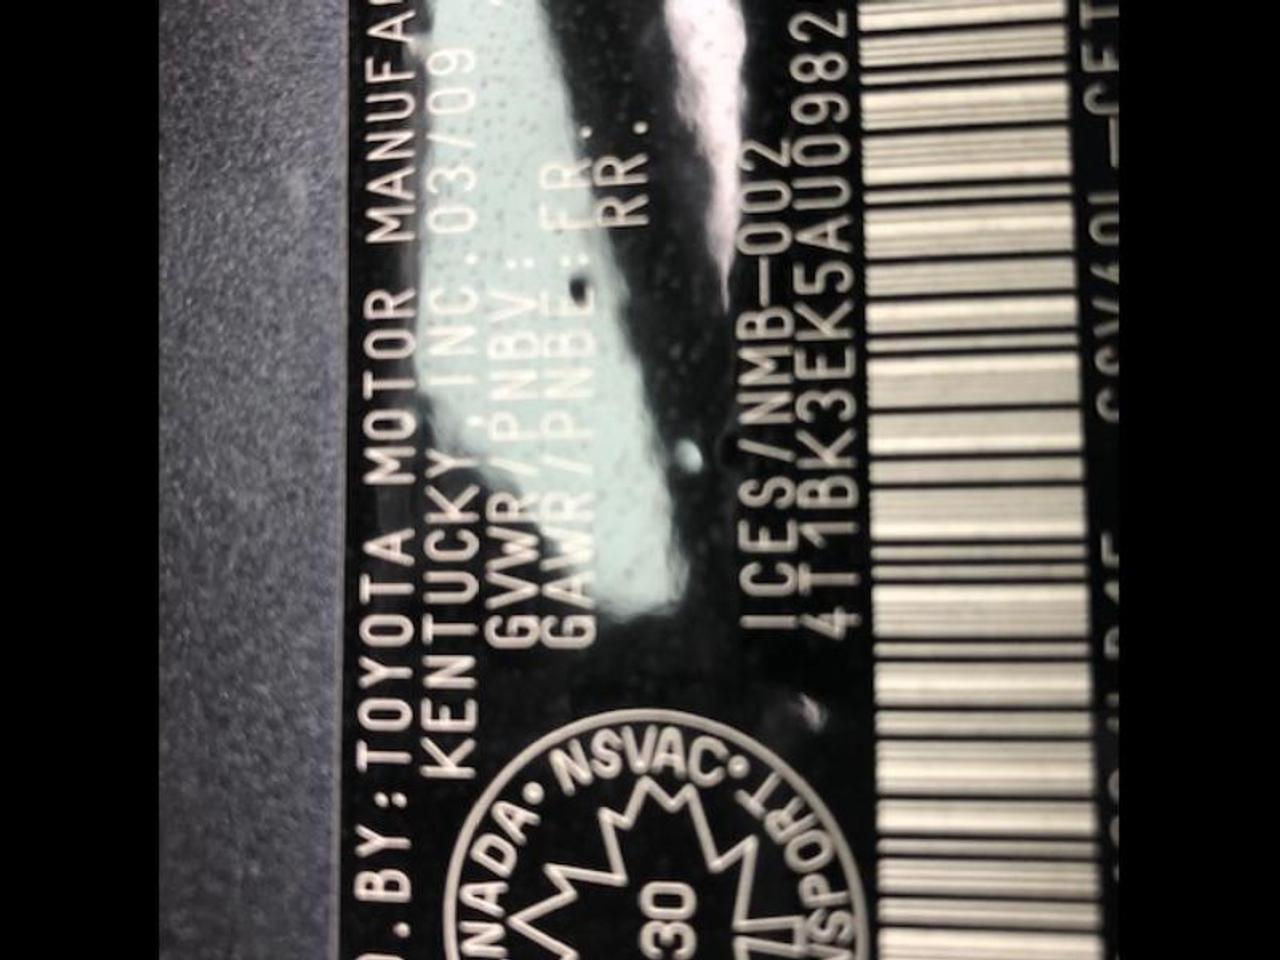 D.BY:TOYOTA MOTOR MANUFA
KENTUCKY, INC. 03/09
GVWR/PNBV :
GAWR/PNBE : FR.
RR.
ICES/NMB-002
4T1BK3EK5AU0982
CANADA • NSVAC • TRANSPORT
30